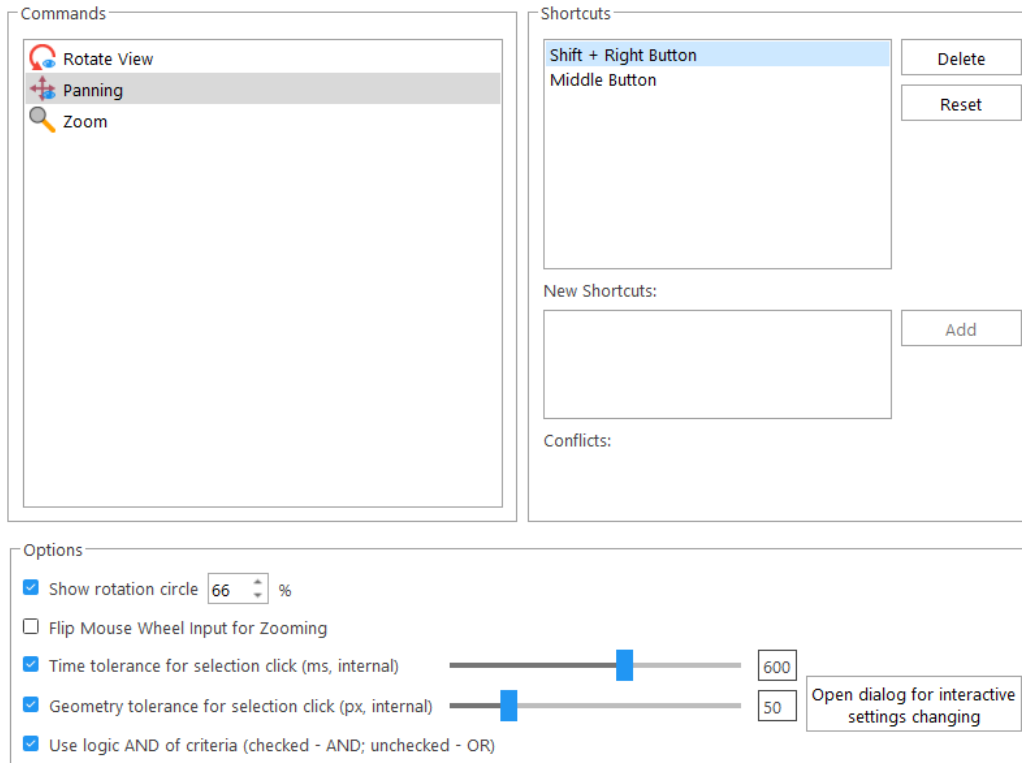 Commands
Rotate View
Panning
Zoom
Shortcuts
Shift + Right Button
Middle Button
Delete
Reset
New Shortcuts:
Add
Conflicts:
Options
Show rotation circle 66 %
Flip Mouse Wheel Input for Zooming
Time tolerance for selection click (ms, internal) 600
Geometry tolerance for selection click (px, internal) 50
Open dialog for interactive
settings changing
Use logic AND of criteria (checked - AND; unchecked - OR)